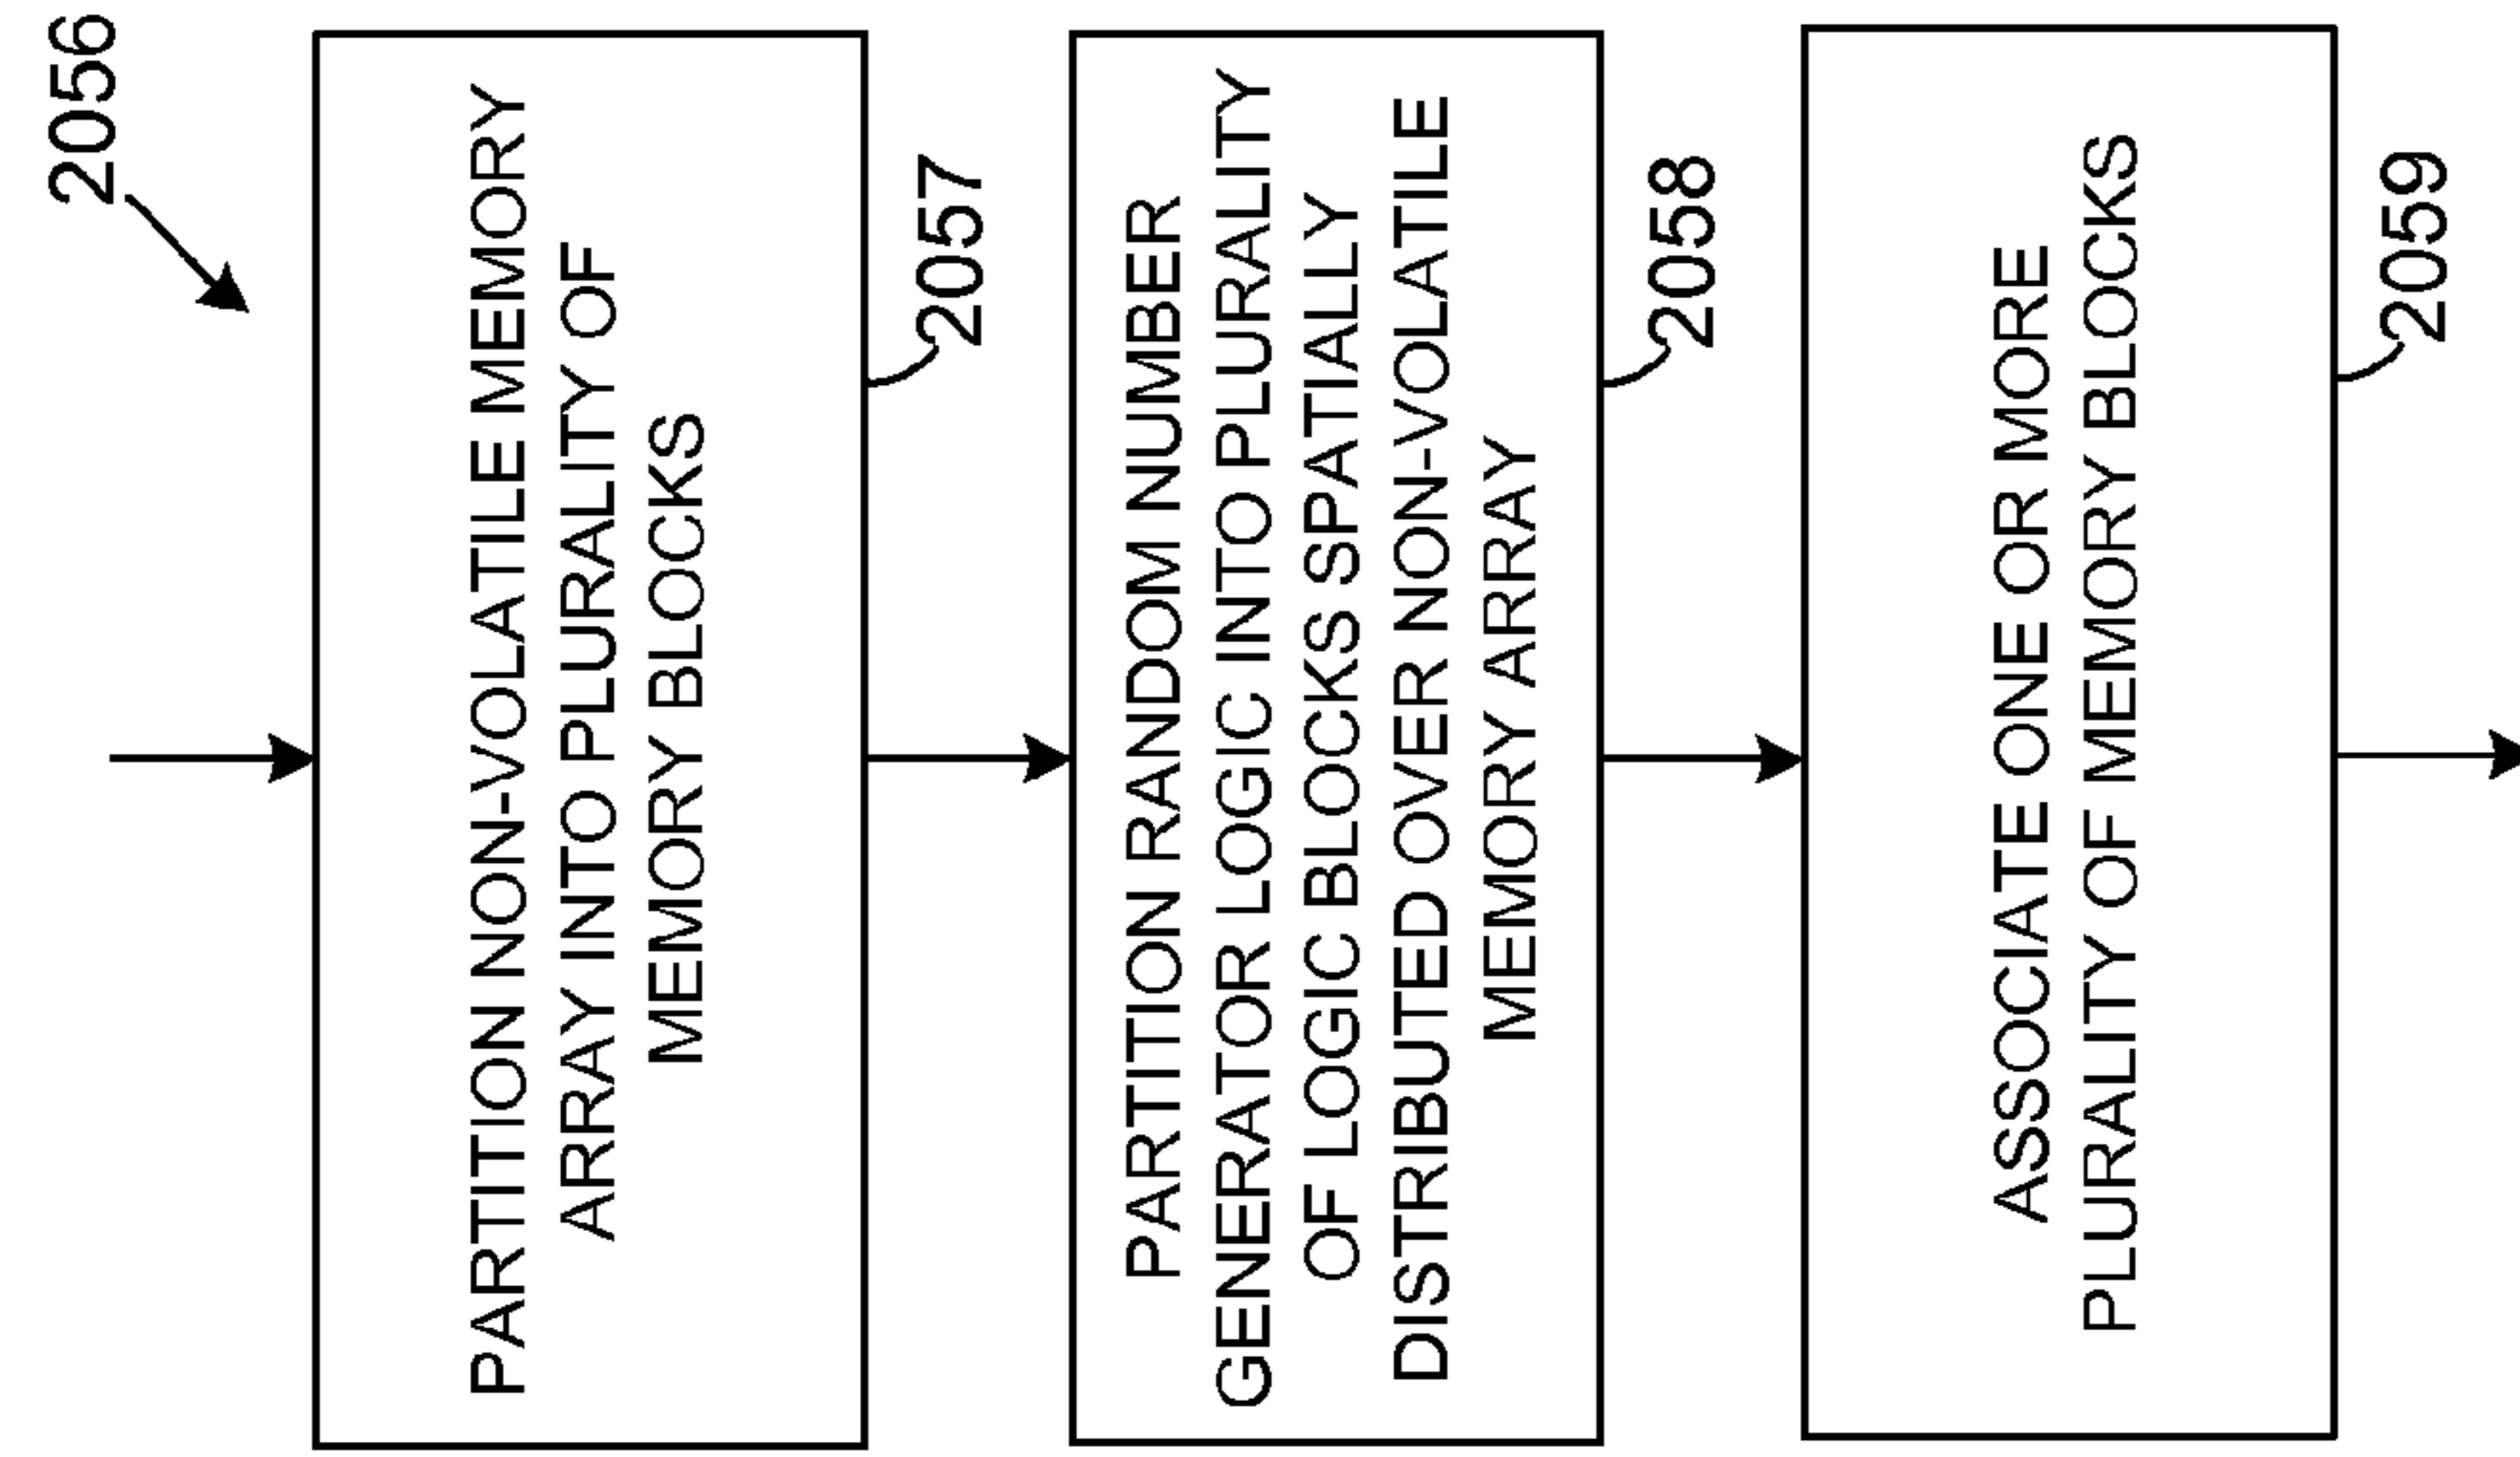 2056
PARTITION NON-VOLATILE MEMORY
ARRAY INTO PLURALITY OF
MEMORY BLOCKS
2057
PARTITION RANDOM NUMBER
GENERATOR LOGIC INTO PLURALITY
OF LOGIC BLOCKS SPATIALLY
DISTRIBUTED OVER NON-VOLATILE
MEMORY ARRAY
2058
ASSOCIATE ONE OR MORE
PLURALITY OF MEMORY BLOCKS
2059